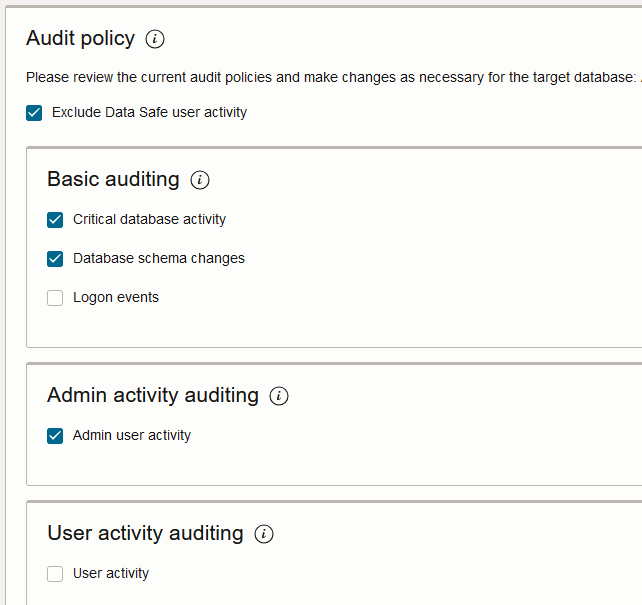 Audit policy
Please review the current audit policies and make changes as necessary for the target database:
Exclude Data Safe user activity
Basic auditing
Critical database activity
Database schema changes
Logon events
Admin activity auditing
Admin user activity
User activity auditing
User activity